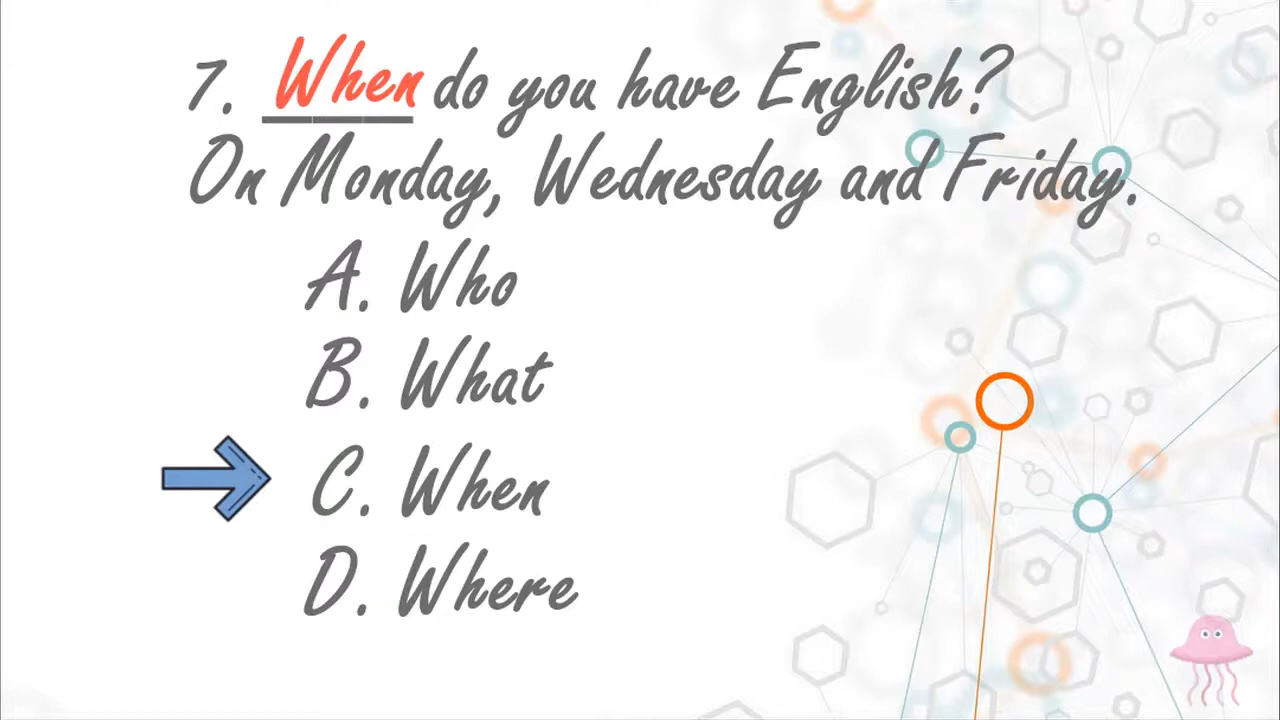 7. When do you have English?
On Monday, Wednesday and Friday.
A. Who
B. What
C. When
D. Where